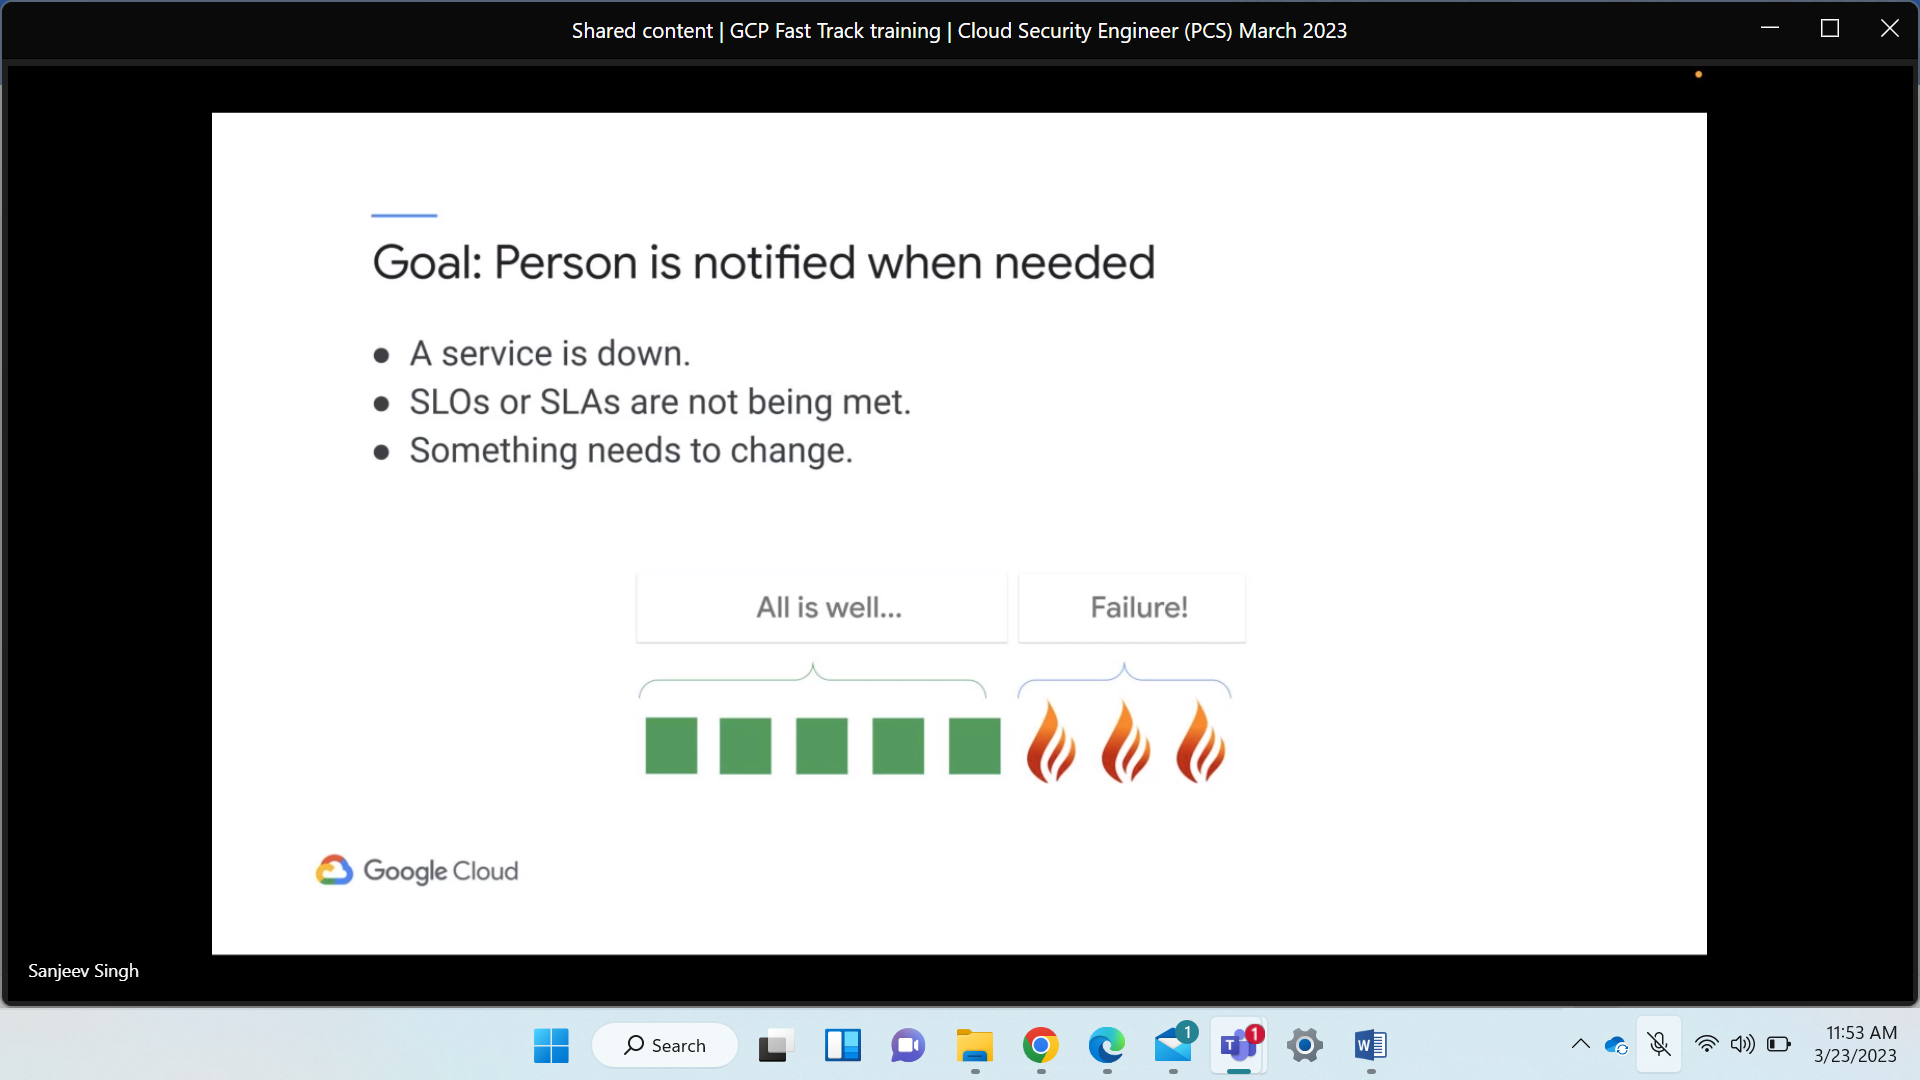 Shared content | GCP Fast Track training | Cloud Security Engineer (PCS) March 2023
Goal: Person is notified when needed
● A service is down.
● SLOs or SLAs are not being met.
● Something needs to change.
All is well... Failure!
Google Cloud
Sanjeev Singh
Search
1
T 1
W
11:53 AM
3/23/2023